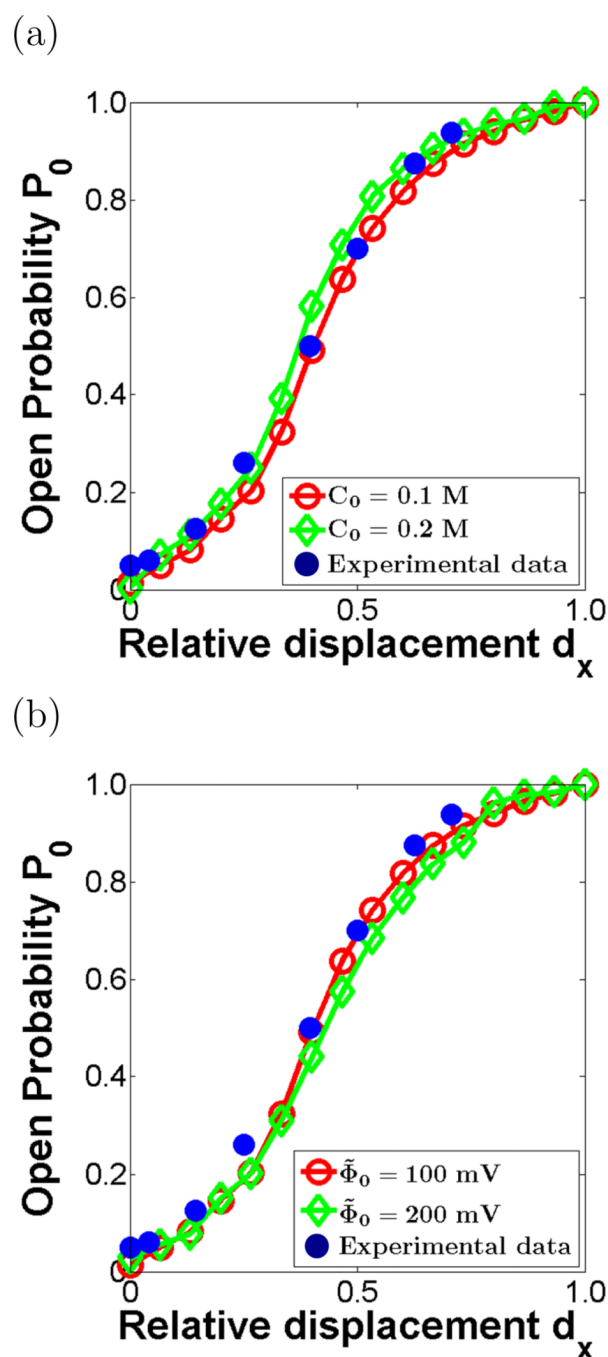 (a)
Open Probability P₀
1.0
0.8
0.6
0.4
0.2
0
0 0.5 1.0
C₀ = 0.1 M
C₀ = 0.2 M
Experimental data
Relative displacement dₓ
(b)
Open Probability P₀
1.0
0.8
0.6
0.4
0.2
0
0 0.5 1.0
Φ̃₀ = 100 mV
Φ̃₀ = 200 mV
Experimental data
Relative displacement dₓ